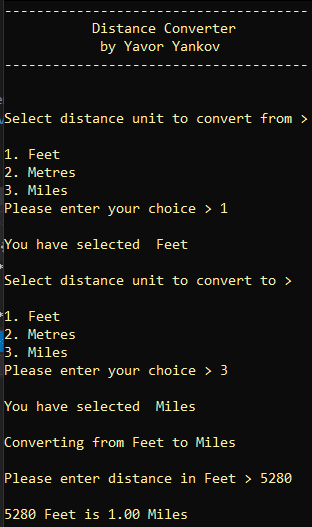 ---------------------------------------
Distance Converter
by Yavor Yankov
---------------------------------------
Select distance unit to convert from >
1. Feet
2. Metres
3. Miles
Please enter your choice > 1
You have selected  Feet
Select distance unit to convert to >
1. Feet
2. Metres
3. Miles
Please enter your choice > 3
You have selected  Miles
Converting from Feet to Miles
Please enter distance in Feet > 5280
5280 Feet is 1.00 Miles